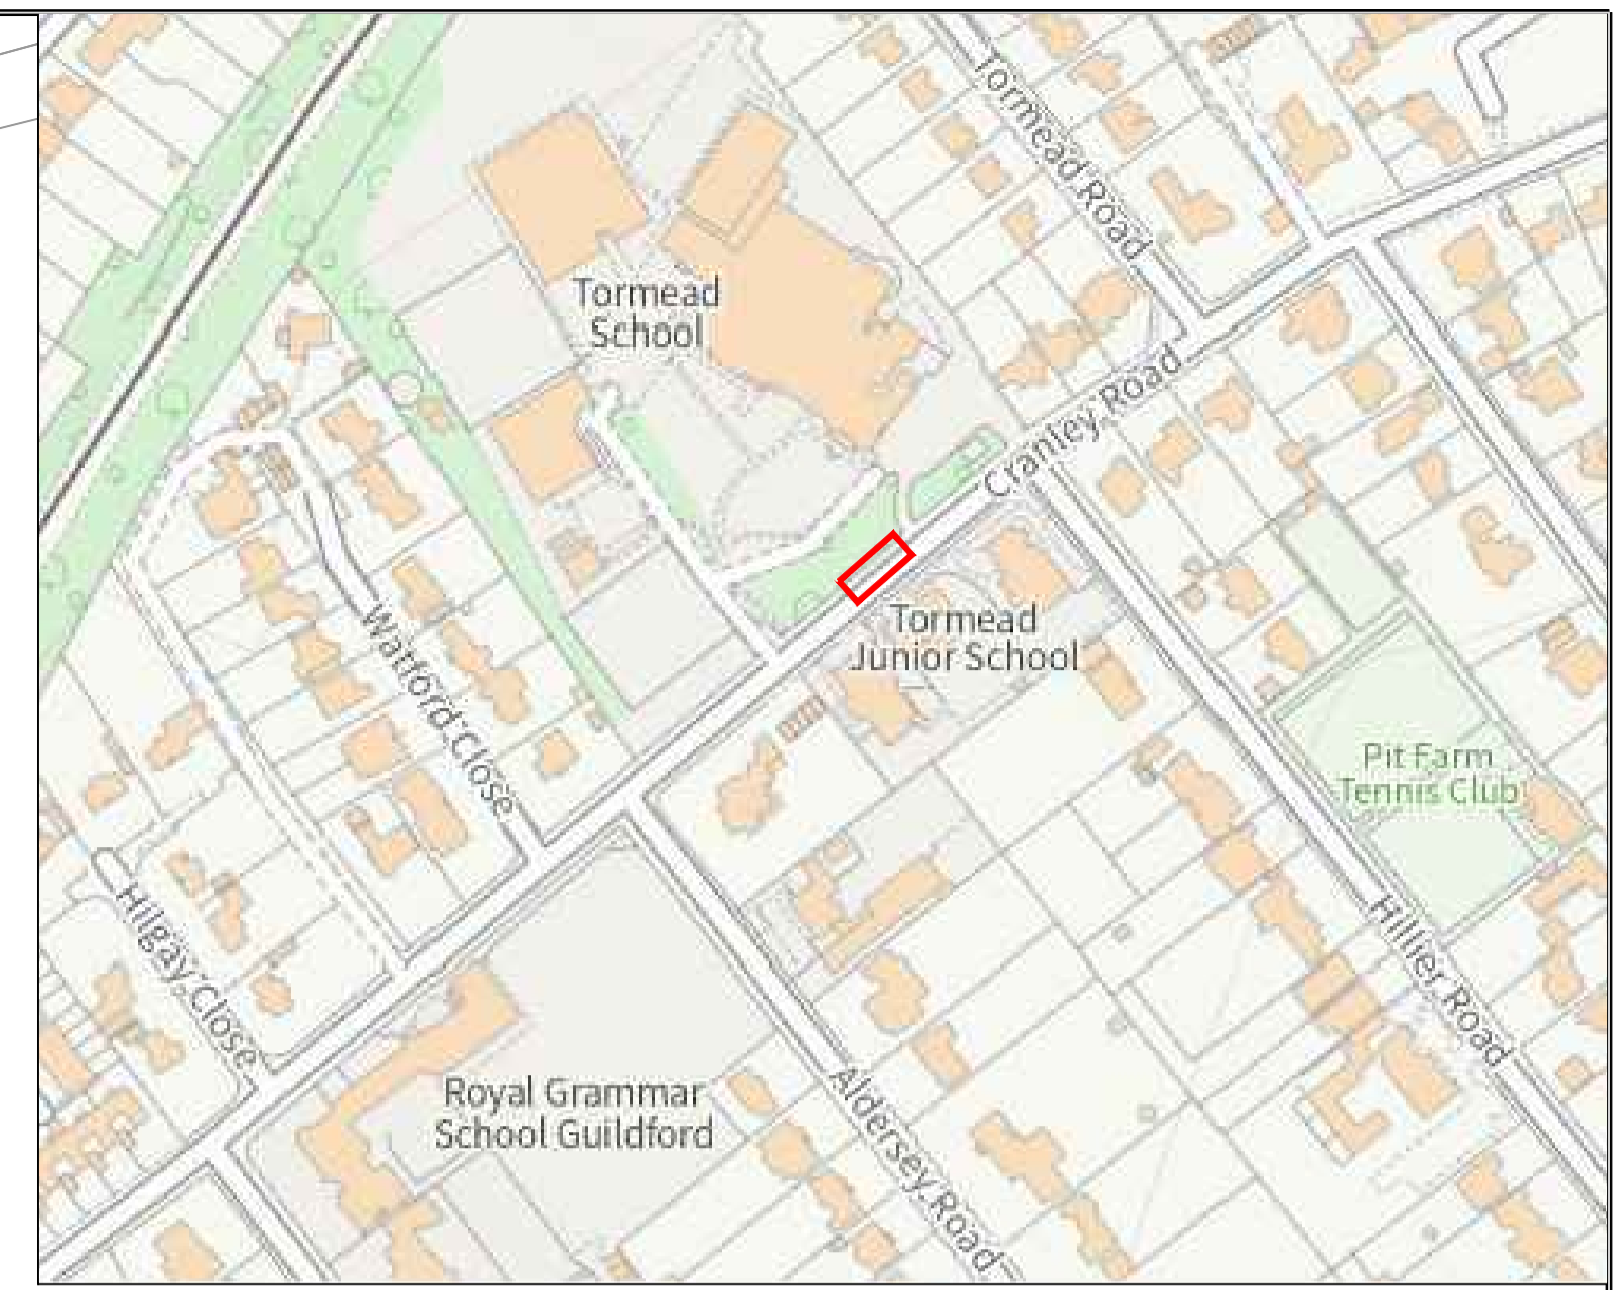 Tormead Road
Tormead
School
Cranley Road
Tormead
Junior School
Watford Close
Pit Farm
Tennis Club
Hilgay Close
Hillier Road
Royal Grammar
School Guildford
Aldersey Road